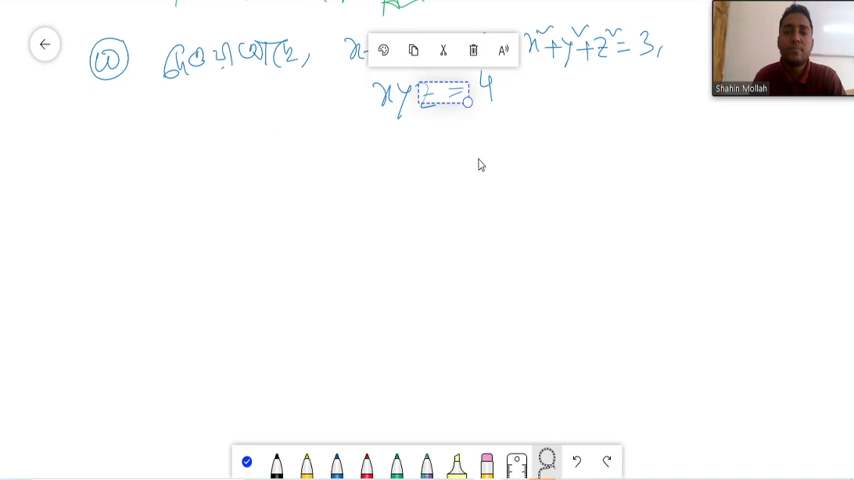 দেওয়া আছে, x x² + y² + z² = 3,
xyz = 4
Shahin Mollah